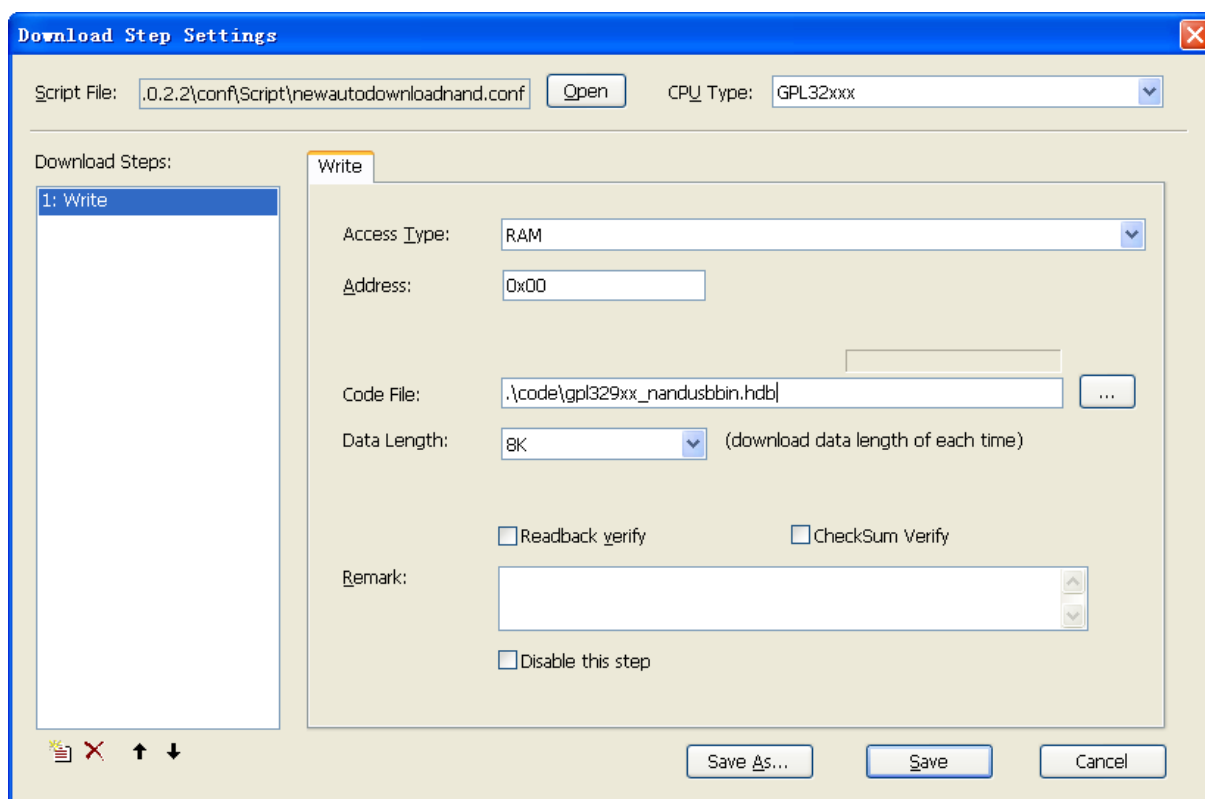 Download Step Settings
Script File: .0.2.2\conf\Script\newautodownloadnand.conf Open CPU Type: GPL32xxx
Download Steps:
1: Write
Write
Access Type: RAM
Address: 0x00
Code File: .\code\gpl329xx_nandusbbin.hdb ...
Data Length: 8K (download data length of each time)
Readback verify CheckSum Verify
Remark:
Disable this step
Save As... Save Cancel